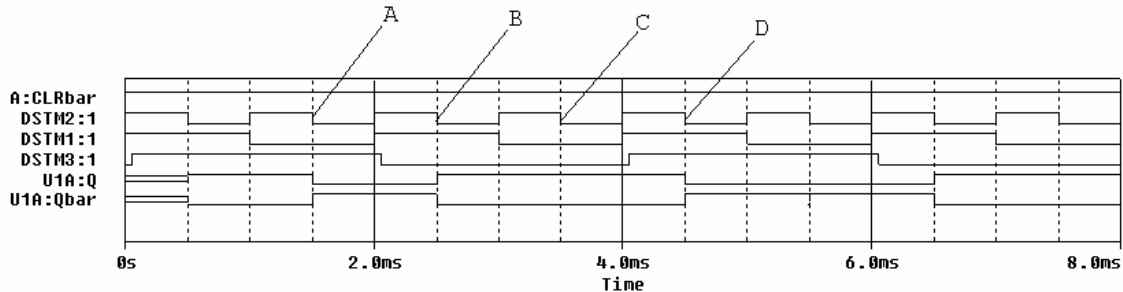 A
B
C
D
A:CLRbar
DSTM2:1
DSTM1:1
DSTM3:1
U1A:Q
U1A:Qbar
0s 2.0ms 4.0ms 6.0ms 8.0ms
Time